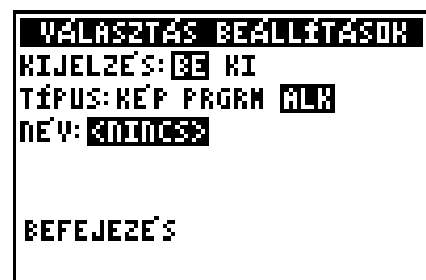 VÁLASZTÁS BEÁLLÍTÁSOK
KIJELZÉS: BE KI
TÍPUS: KÉP PRGRM ALK
NÉV: <NINCS>
BEFEJEZÉS